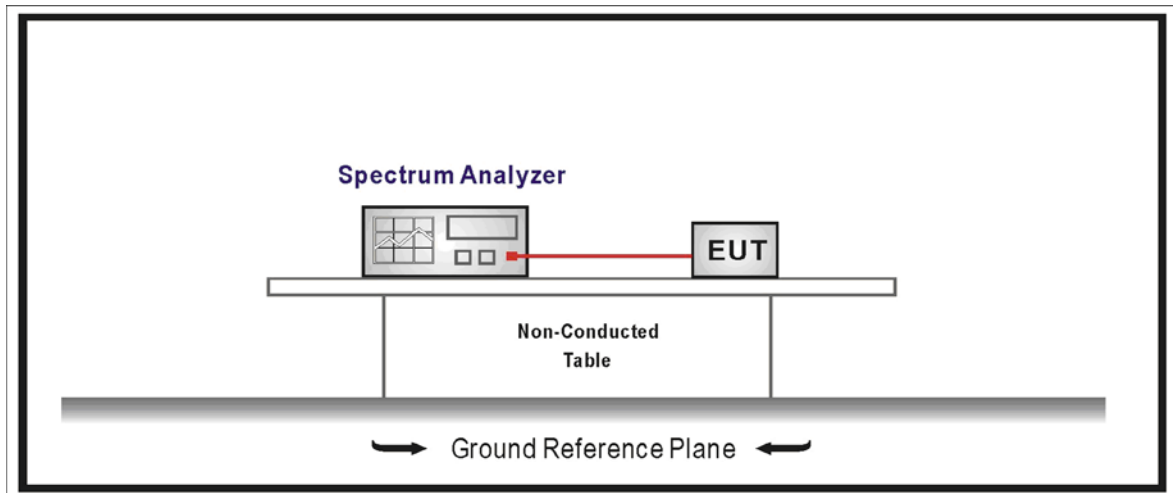 Spectrum Analyzer
EUT
Non-Conducted
Table
Ground Reference Plane